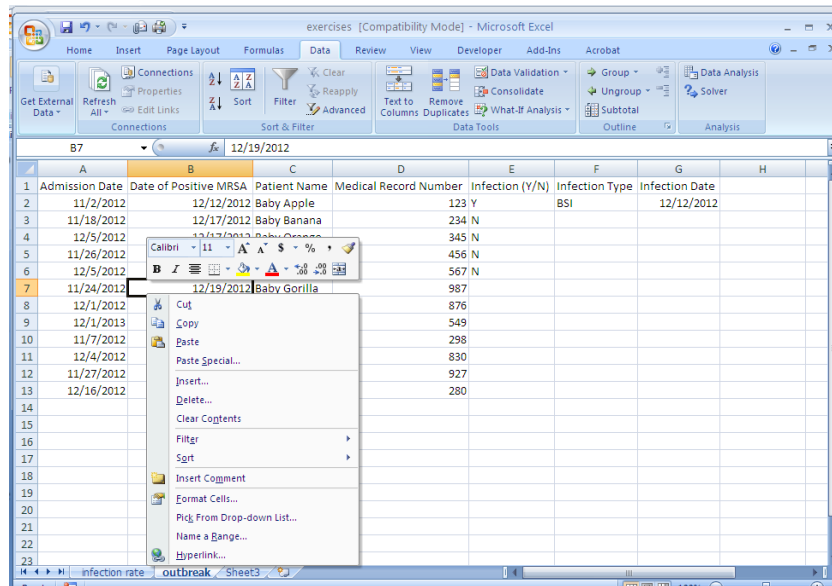 exercises [Compatibility Mode] - Microsoft Excel
Home Insert Page Layout Formulas Data Review View Developer Add-Ins Acrobat
Get External Data
Refresh All
Connections
Properties
Edit Links
Connections
Sort
Filter
Clear
Reapply
Advanced
Sort & Filter
Text to Columns
Remove Duplicates
Data Validation
Consolidate
What-If Analysis
Data Tools
Group
Ungroup
Subtotal
Outline
Data Analysis
Solver
Analysis
B7 fx 12/19/2012
A B C D E F G H
1 Admission Date Date of Positive MRSA Patient Name Medical Record Number Infection (Y/N) Infection Type Infection Date
2 11/2/2012 12/12/2012 Baby Apple 123 Y BSI 12/12/2012
3 11/18/2012 12/17/2012 Baby Banana 234 N
4 12/5/2012 12/17/2012 Baby Orange 345 N
5 11/26/2012 456 N
6 12/5/2012 567 N
7 11/24/2012 12/19/2012 Baby Gorilla 987
8 12/1/2012 876
9 12/1/2013 549
10 11/7/2012 298
11 12/4/2012 830
12 11/27/2012 927
13 12/16/2012 280
14
15
16
17
18
19
20
21
22
23
Calibri 11 A A $ % ,
B I A .00 .0
Cut
Copy
Paste
Paste Special...
Insert...
Delete...
Clear Contents
Filter
Sort
Insert Comment
Format Cells...
Pick From Drop-down List...
Name a Range...
Hyperlink...
infection rate outbreak Sheet3